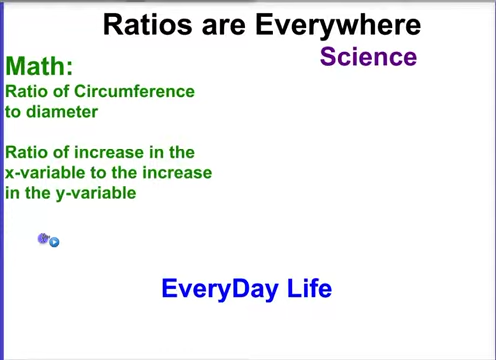 Ratios are Everywhere
Science
Math:
Ratio of Circumference
to diameter
Ratio of increase in the
x-variable to the increase
in the y-variable
EveryDay Life